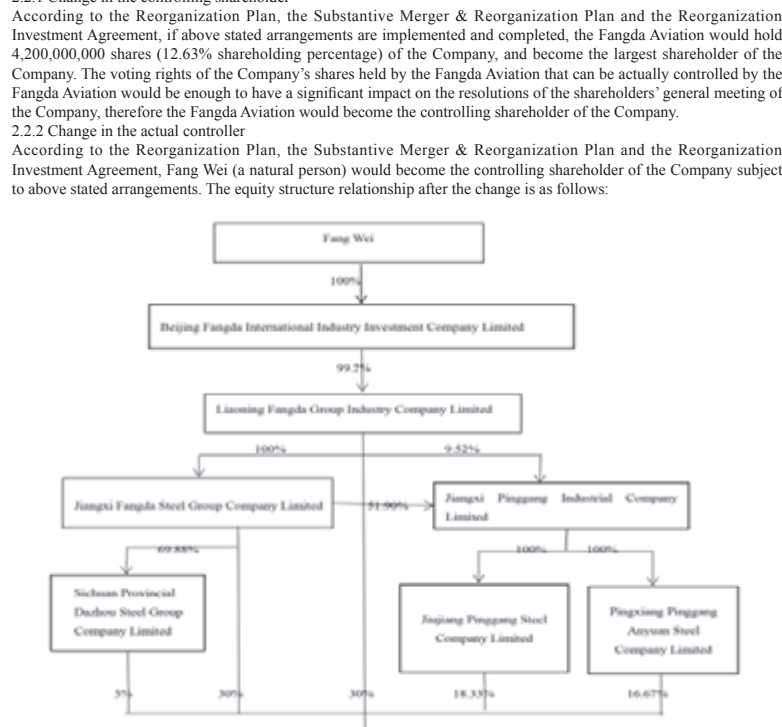 2.2.1 Change in the controlling shareholder
According to the Reorganization Plan, the Substantive Merger & Reorganization Plan and the Reorganization
Investment Agreement, if above stated arrangements are implemented and completed, the Fangda Aviation would hold
4,200,000,000 shares (12.63% shareholding percentage) of the Company, and become the largest shareholder of the
Company. The voting rights of the Company's shares held by the Fangda Aviation that can be actually controlled by the
Fangda Aviation would be enough to have a significant impact on the resolutions of the shareholders' general meeting of
the Company, therefore the Fangda Aviation would become the controlling shareholder of the Company.
2.2.2 Change in the actual controller
According to the Reorganization Plan, the Substantive Merger & Reorganization Plan and the Reorganization
Investment Agreement, Fang Wei (a natural person) would become the controlling shareholder of the Company subject
to above stated arrangements. The equity structure relationship after the change is as follows:
Fang Wei
100%
Beijing Fangda International Industry Investment Company Limited
99.2%
Liaoning Fangda Group Industry Company Limited
100%
9.52%
Jiangxi Fangda Steel Group Company Limited
51.90%
Jiangxi Pinggang Industrial Company
Limited
69.88%
100%
100%
Sichuan Provincial
Dazhou Steel Group
Company Limited
Jiujiang Pinggang Steel
Company Limited
Pingxiang Pinggang
Anyuan Steel
Company Limited
5%
30%
30%
18.33%
16.67%